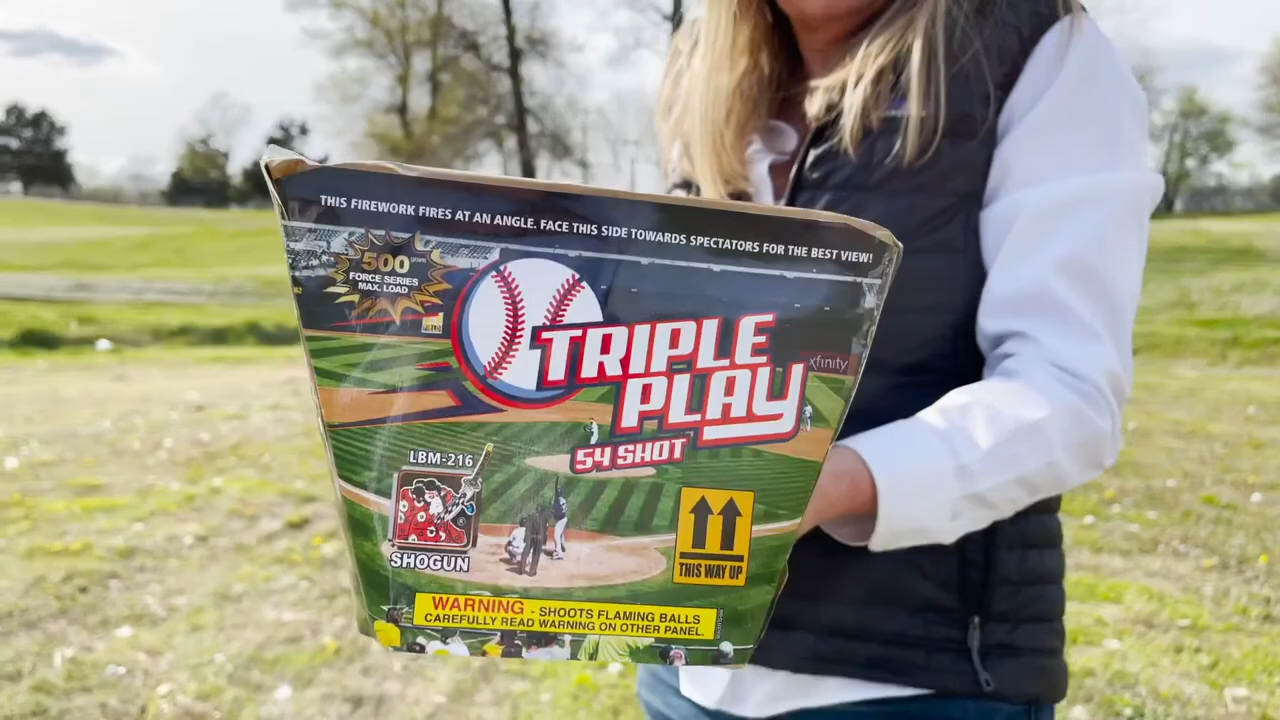 THIS FIREWORK FIRES AT AN ANGLE. FACE THIS SIDE TOWARDS SPECTATORS FOR THE BEST VIEW!
500 gram
FORCE SERIES
MAX. LOAD
TRIPLE
PLAY
54 SHOT
xfinity
LBM-216
SHOGUN
THIS WAY UP
WARNING - SHOOTS FLAMING BALLS
CAREFULLY READ WARNING ON OTHER PANEL.